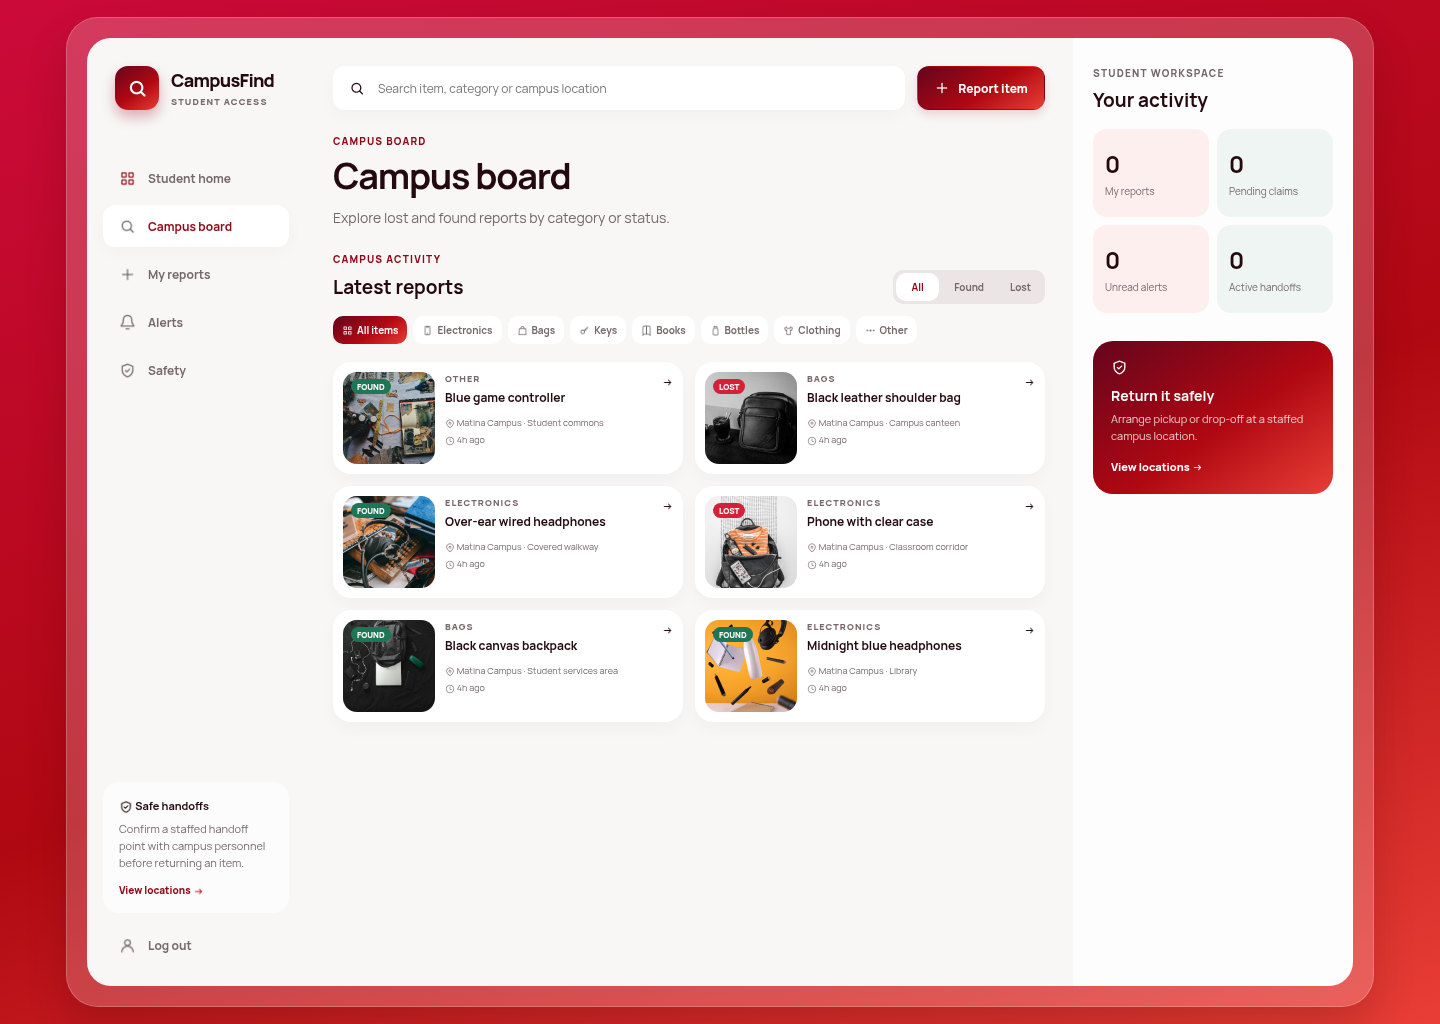 CampusFind
STUDENT ACCESS
Student home
Campus board
My reports
Alerts
Safety
Safe handoffs
Confirm a staffed handoff
point with campus personnel
before returning an item.
View locations →
Log out
Search item, category or campus location
+ Report item
CAMPUS BOARD
Campus board
Explore lost and found reports by category or status.
CAMPUS ACTIVITY
Latest reports
All Found Lost
All items Electronics Bags Keys Books Bottles Clothing Other
FOUND
OTHER
Blue game controller
Matina Campus · Student commons
4h ago
LOST
BAGS
Black leather shoulder bag
Matina Campus · Campus canteen
4h ago
FOUND
ELECTRONICS
Over-ear wired headphones
Matina Campus · Covered walkway
4h ago
LOST
ELECTRONICS
Phone with clear case
Matina Campus · Classroom corridor
4h ago
FOUND
BAGS
Black canvas backpack
Matina Campus · Student services area
4h ago
FOUND
ELECTRONICS
Midnight blue headphones
Matina Campus · Library
4h ago
STUDENT WORKSPACE
Your activity
0
My reports
0
Pending claims
0
Unread alerts
0
Active handoffs
Return it safely
Arrange pickup or drop-off at a staffed
campus location.
View locations →